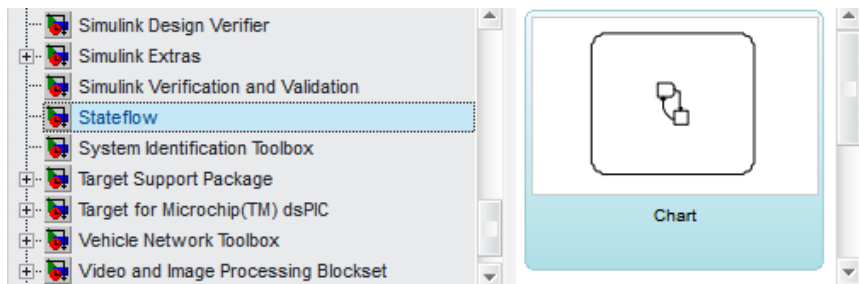 Simulink Design Verifier
Simulink Extras
Simulink Verification and Validation
Stateflow
System Identification Toolbox
Target Support Package
Target for Microchip(TM) dsPIC
Vehicle Network Toolbox
Video and Image Processing Blockset
Chart